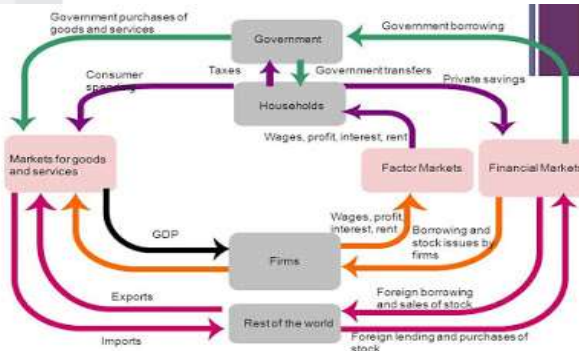 Government purchases of
goods and services
Government
Government borrowing
Consumer
spending
Taxes
Government transfers
Private savings
Households
Wages, profit, interest, rent
Markets for goods
and services
Factor Markets
Financial Markets
Wages, profit,
interest, rent
GDP
Borrowing and
stock issues by
firms
Firms
Foreign borrowing
and sales of stock
Exports
Rest of the world
Imports
Foreign lending and purchases of
stock